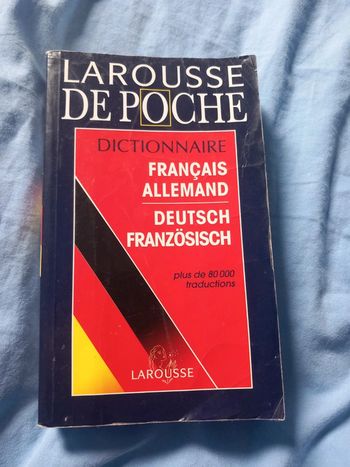 LAROUSSE
DE POCHE
DICTIONNAIRE
FRANÇAIS
ALLEMAND
DEUTSCH
FRANZÖSISCH
plus de 80 000
traductions
LAROUSSE